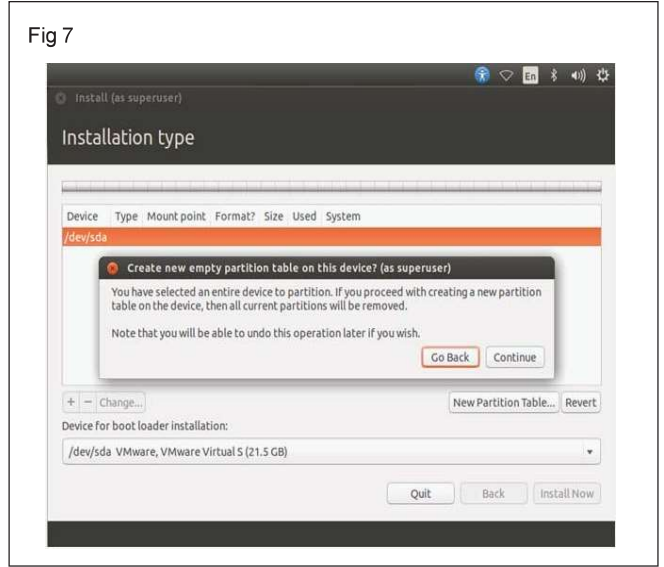 Fig 7
En
Install (as superuser)
Installation type
Device Type Mount point Format? Size Used System
/dev/sda
Create new empty partition table on this device? (as superuser)
You have selected an entire device to partition. If you proceed with creating a new partition
table on the device, then all current partitions will be removed.
Note that you will be able to undo this operation later if you wish.
Go Back Continue
+ - Change... New Partition Table... Revert
Device for boot loader installation:
/dev/sda VMware, VMware Virtual S (21.5 GB)
Quit Back Install Now